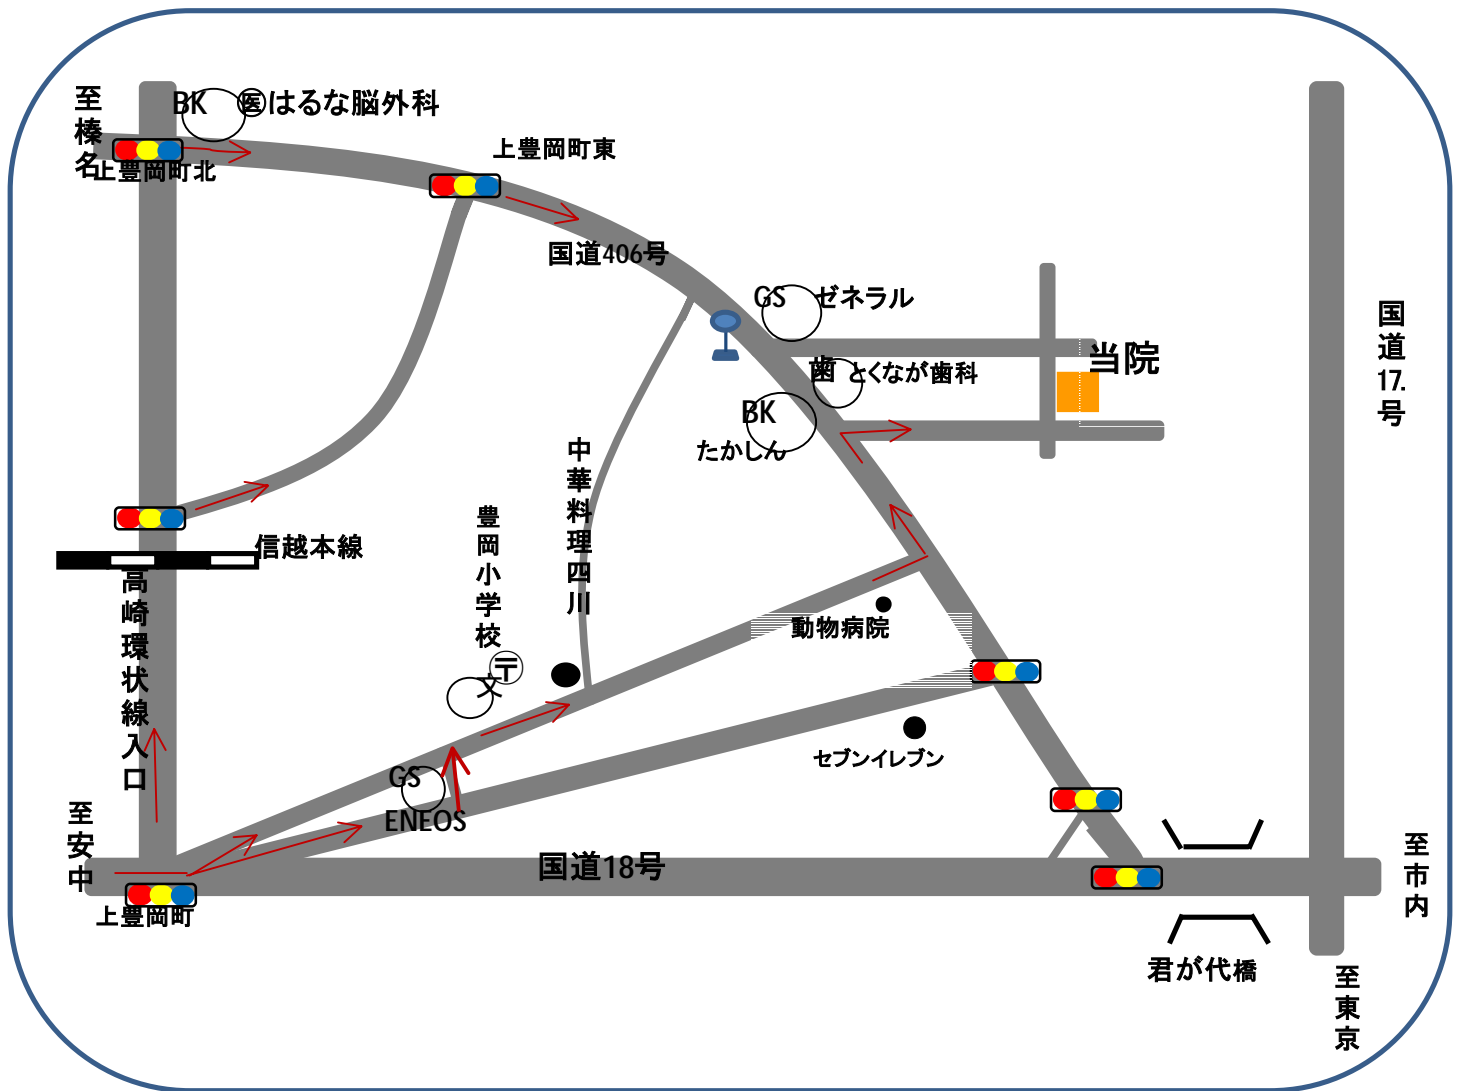 至榛名
BK
医はるな脳外科
上豊岡町北
上豊岡町東
国道406号
GS
ゼネラル
当院
歯
とくなが歯科
BK
たかしん
国道17.号
中華料理四川
豊岡小学校
〒
文
信越本線
高崎環状線入口
動物病院
セブンイレブン
GS
ENEOS
至安中
国道18号
上豊岡町
至市内
君が代橋
至東京